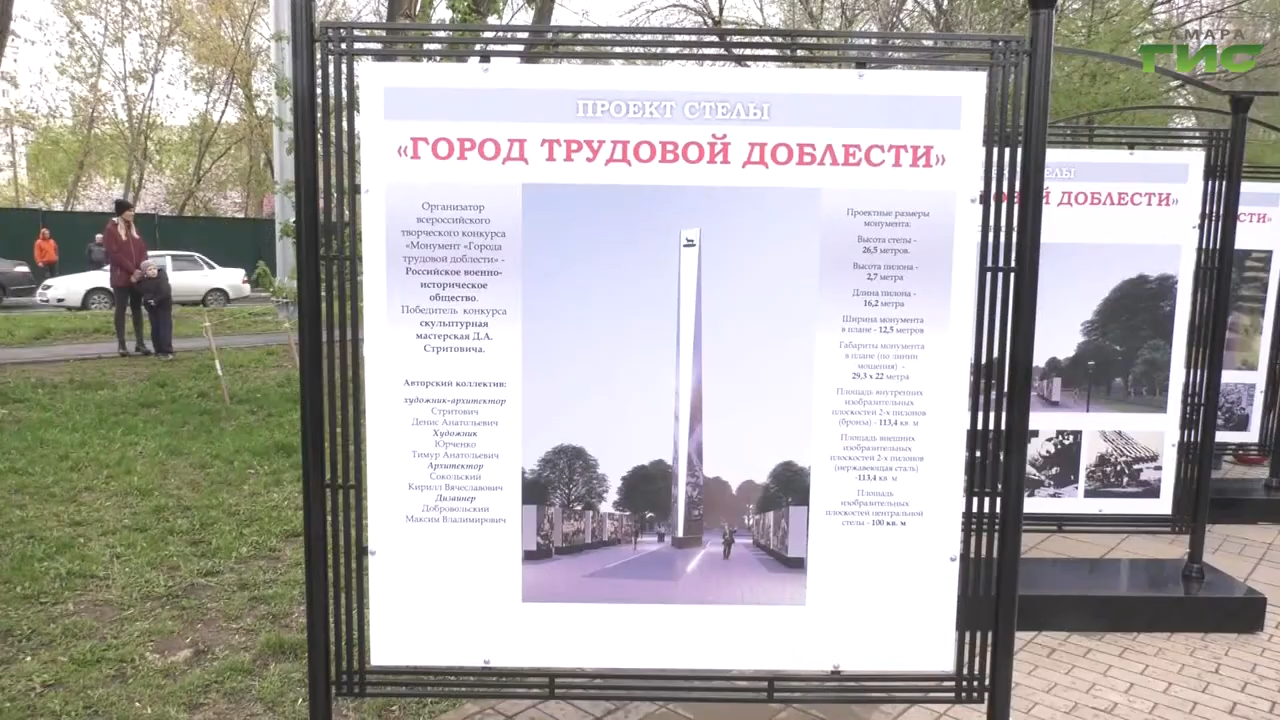 САМАРА
ГИС
ПРОЕКТ СТЕЛЫ
«ГОРОД ТРУДОВОЙ ДОБЛЕСТИ»
Организатор
всероссийского
творческого конкурса
«Монумент «Города
трудовой доблести» -
Российское военно-
историческое
общество.
Победитель конкурса
скульптурная
мастерская Д.А.
Стритовича.
Авторский коллектив:
художник-архитектор
Стритович
Денис Анатольевич
Художник
Юрченко
Тимур Анатольевич
Архитектор
Сокольский
Кирилл Вячеславович
Дизайнер
Добровольский
Максим Владимирович
Проектные размеры
монумента:
Высота стелы -
26,5 метров.
Высота пилона -
2,7 метра
Длина пилона -
16,2 метра
Ширина монумента
в плане - 12,5 метров
Габариты монумента
в плане (по линии
мощения) -
29,3 х 22 метра
Площадь внутренних
изобразительных
плоскостей 2-х пилонов
(бронза) - 113,4 кв. м
Площадь внешних
изобразительных
плоскостей 2-х пилонов
(нержавеющая сталь)
-113,4 кв м
Площадь
изобразительных
плоскостей центральной
стелы - 100 кв. м
ЕЛЫ
ОЙ ДОБЛЕСТИ»
ОБЛЕСТИ»